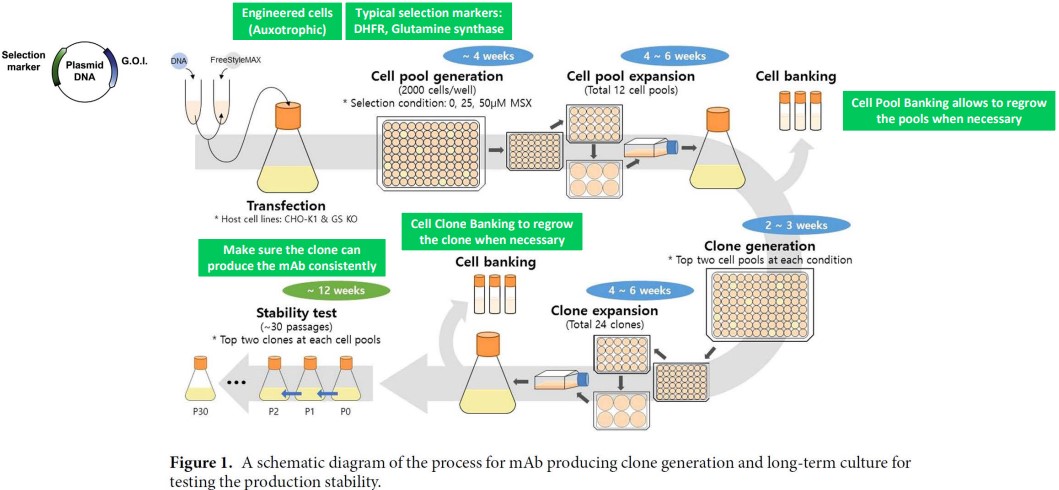 Engineered cells
(Auxotrophic)
Typical selection markers:
DHFR, Glutamine synthase
Selection
marker
Plasmid
DNA
G.O.I.
DNA
FreeStyleMAX
~ 4 weeks
Cell pool generation
(2000 cells/well)
* Selection condition: 0, 25, 50μM MSX
4 ~ 6 weeks
Cell pool expansion
(Total 12 cell pools)
Cell banking
Cell Pool Banking allows to regrow
the pools when necessary
Transfection
* Host cell lines: CHO-K1 & GS KO
Cell Clone Banking to regrow
the clone when necessary
Cell banking
2 ~ 3 weeks
Clone generation
* Top two cell pools at each condition
Make sure the clone can
produce the mAb consistently
~ 12 weeks
Stability test
(~30 passages)
* Top two clones at each cell pools
4 ~ 6 weeks
Clone expansion
(Total 24 clones)
P30
P2
P1
P0
Figure 1. A schematic diagram of the process for mAb producing clone generation and long-term culture for
testing the production stability.